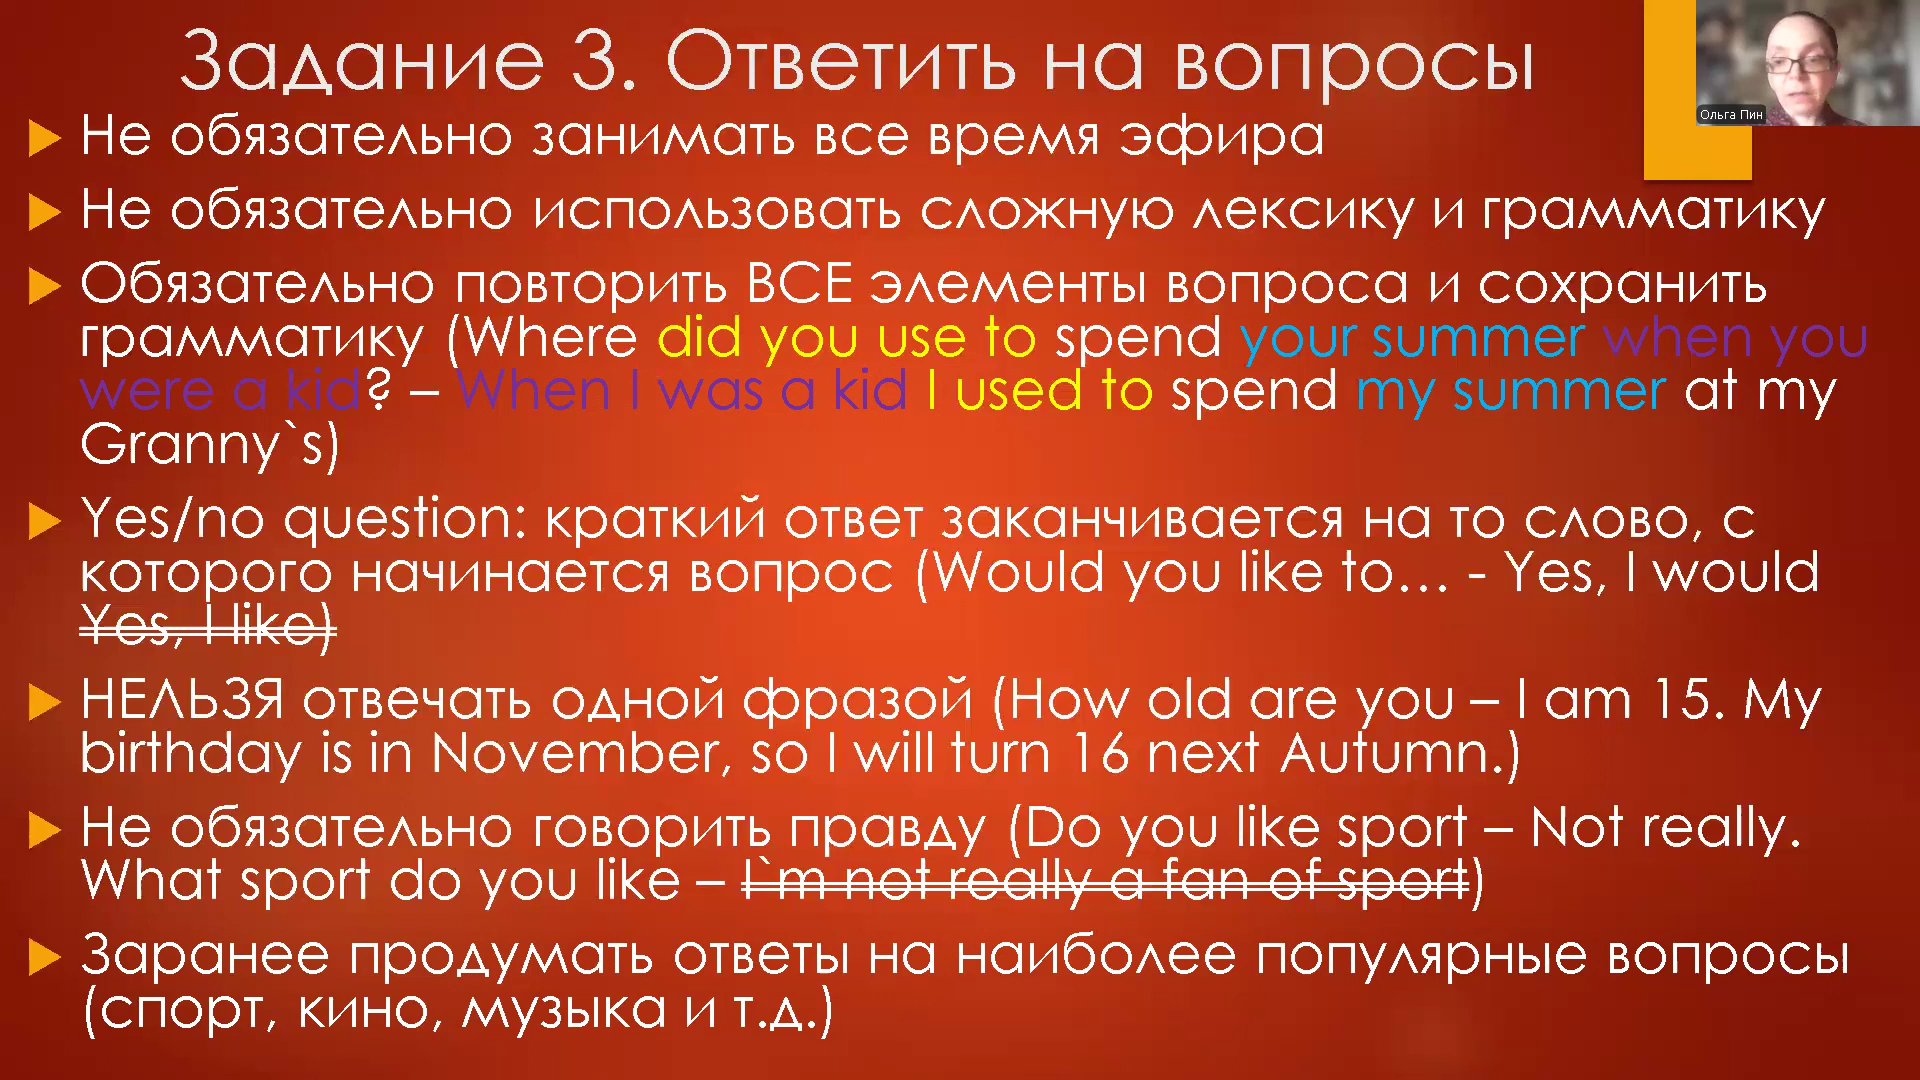 Задание 3. Ответить на вопросы
Ольга Пин
Не обязательно занимать все время эфира
Не обязательно использовать сложную лексику и грамматику
Обязательно повторить ВСЕ элементы вопроса и сохранить
грамматику (Where did you use to spend your summer when you
were a kid? – When I was a kid I used to spend my summer at my
Granny`s)
Yes/no question: краткий ответ заканчивается на то слово, с
которого начинается вопрос (Would you like to… - Yes, I would
Yes, I like)
НЕЛЬЗЯ отвечать одной фразой (How old are you – I am 15. My
birthday is in November, so I will turn 16 next Autumn.)
Не обязательно говорить правду (Do you like sport – Not really.
What sport do you like – I`m not really a fan of sport)
Заранее продумать ответы на наиболее популярные вопросы
(спорт, кино, музыка и т.д.)